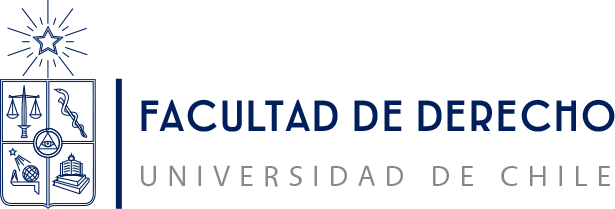 FACULTAD DE DERECHO
UNIVERSIDAD DE CHILE